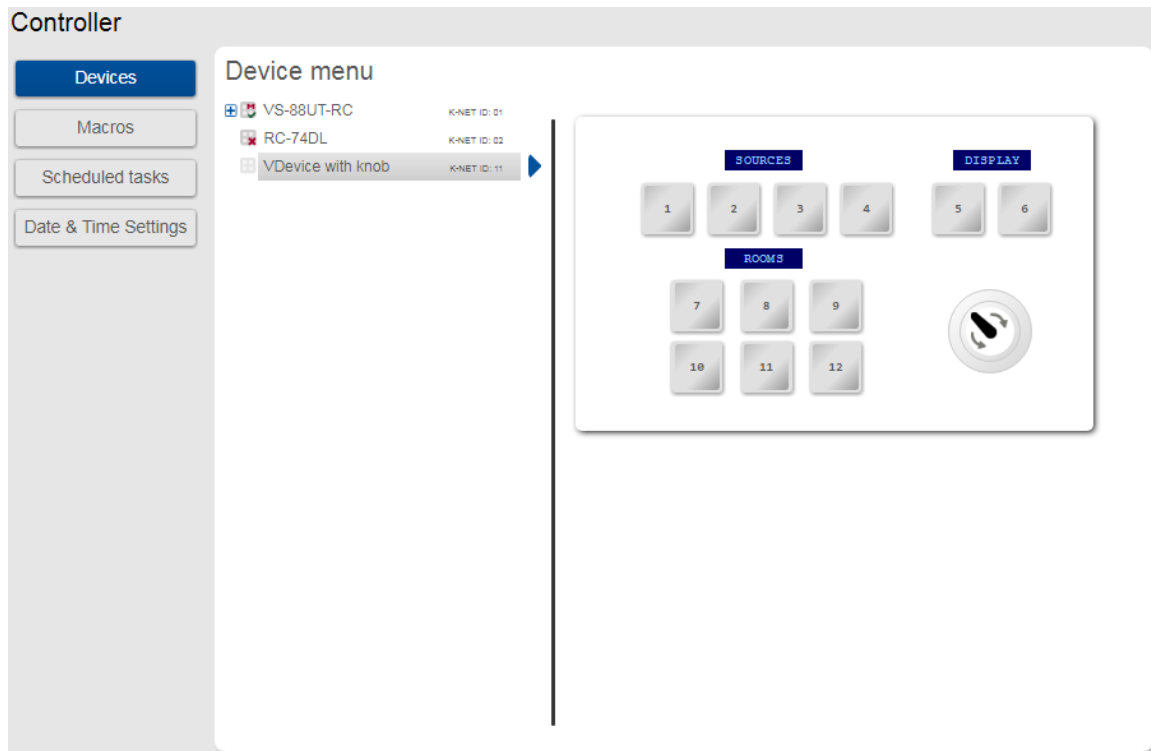 Controller
Devices
Macros
Scheduled tasks
Date & Time Settings
Device menu
VS-88UT-RC K-NET ID: 01
RC-74DL K-NET ID: 02
VDevice with knob K-NET ID: 11
SOURCES DISPLAY
1 2 3 4 5 6
ROOMS
7 8 9
10 11 12